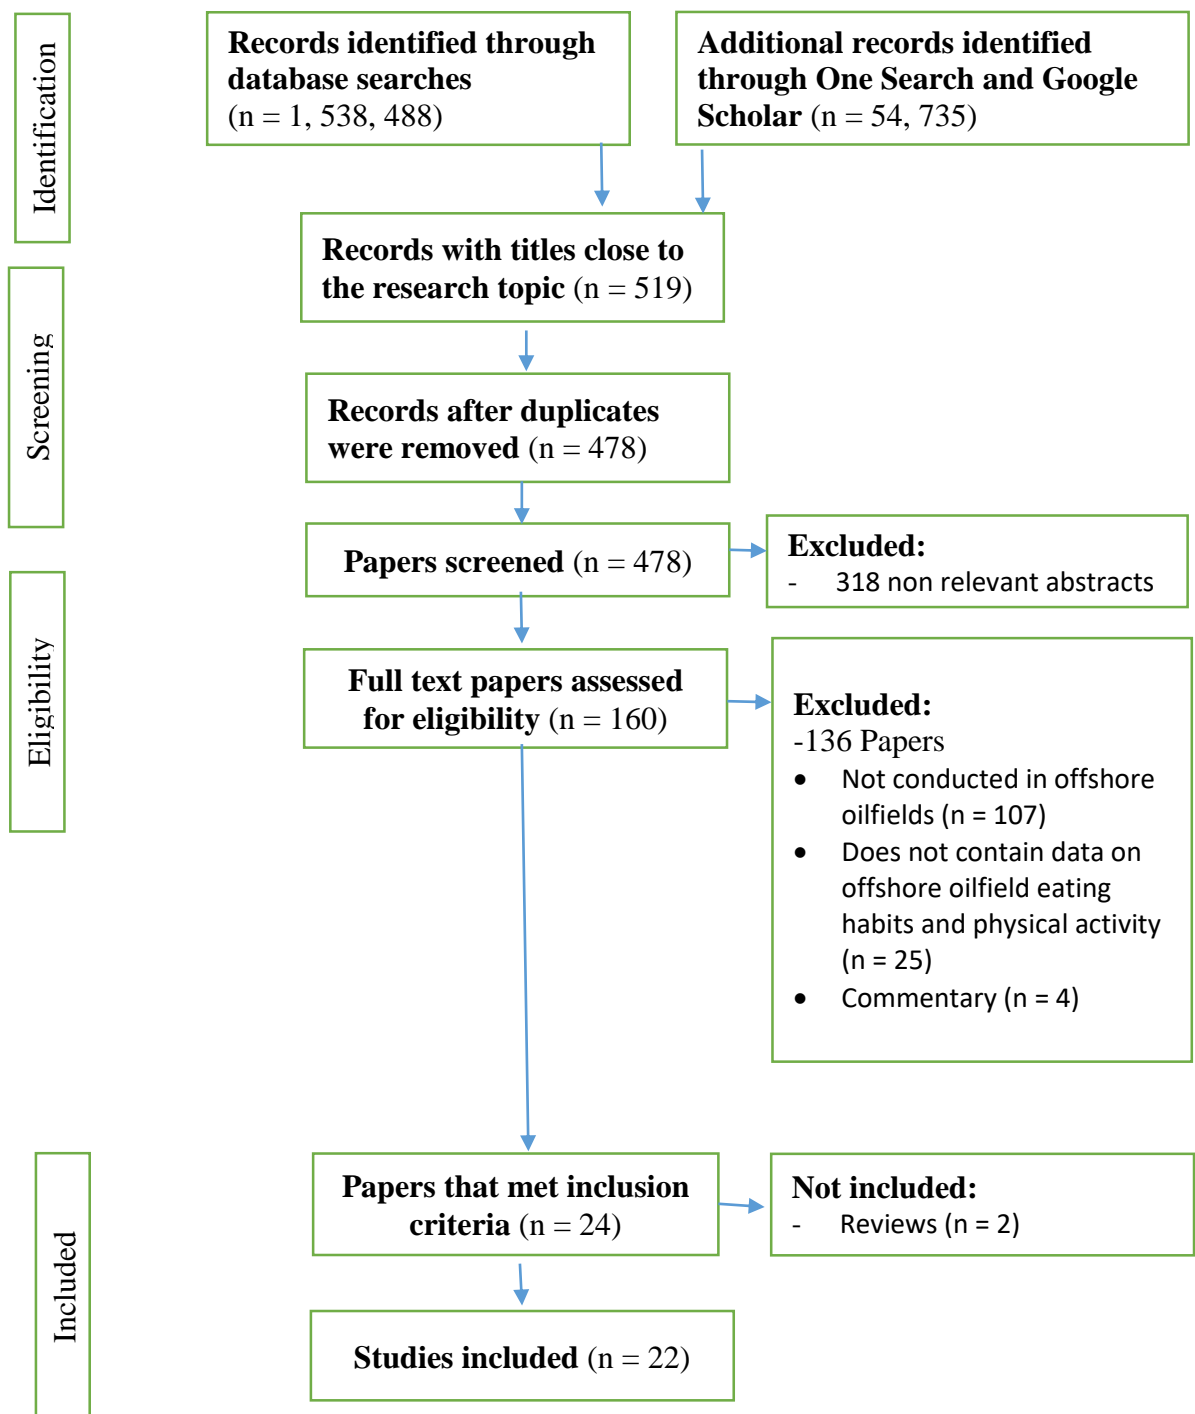 Identification
Records identified through
database searches
(n = 1, 538, 488)
Additional records identified
through One Search and Google
Scholar (n = 54, 735)
Records with titles close to
the research topic (n = 519)
Screening
Records after duplicates
were removed (n = 478)
Papers screened (n = 478)
Excluded:
- 318 non relevant abstracts
Eligibility
Full text papers assessed
for eligibility (n = 160)
Excluded:
-136 Papers
• Not conducted in offshore
oilfields (n = 107)
• Does not contain data on
offshore oilfield eating
habits and physical activity
(n = 25)
• Commentary (n = 4)
Included
Papers that met inclusion
criteria (n = 24)
Not included:
- Reviews (n = 2)
Studies included (n = 22)